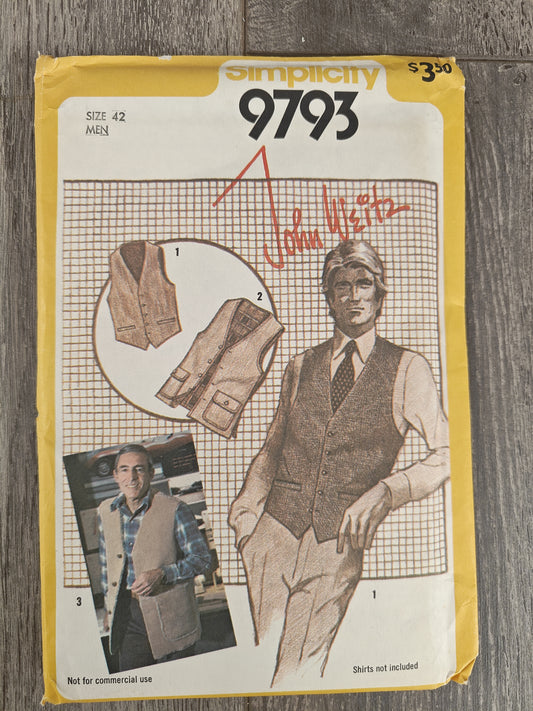 simplicity
$3.50
9793
SIZE 42
MEN
John Weitz
1
2
3
1
Shirts not included
Not for commercial use